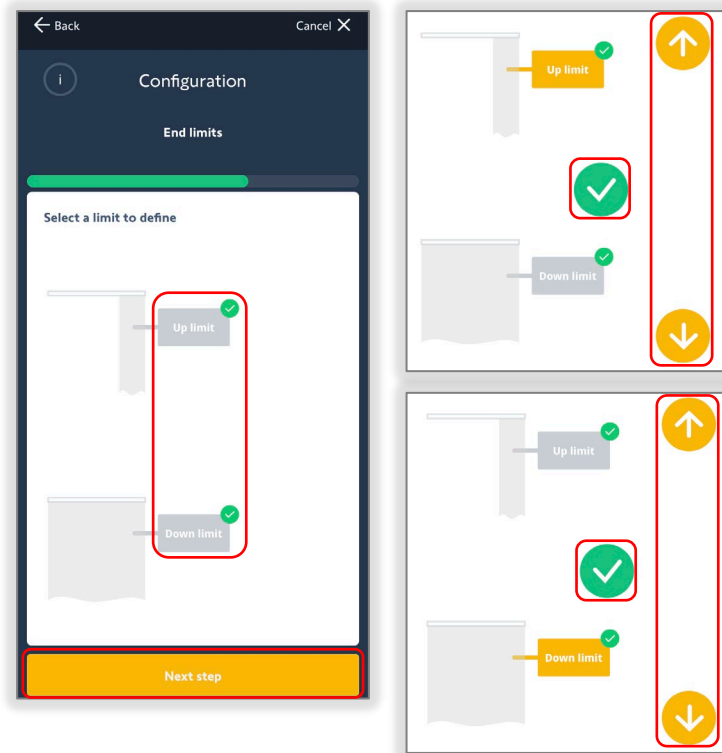 Back
Cancel X
i
Configuration
End limits
Select a limit to define
Up limit
Down limit
Next step
Up limit
Down limit
Up limit
Down limit